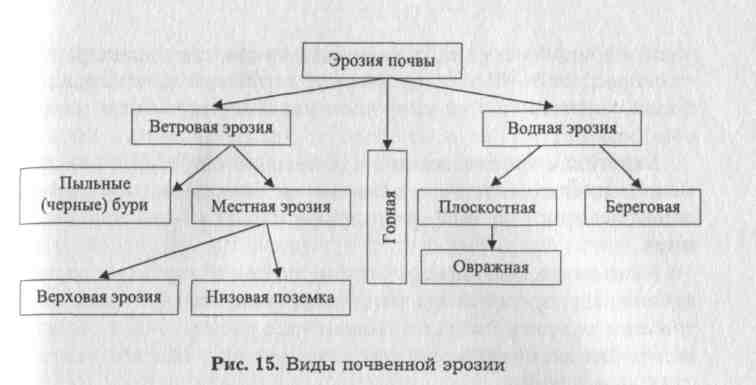 Эрозия почвы
Ветровая эрозия
Водная эрозия
Пыльные
(черные) бури
Местная эрозия
Горная
Плоскостная
Береговая
Овражная
Верховая эрозия
Низовая поземка
Рис. 15. Виды почвенной эрозии